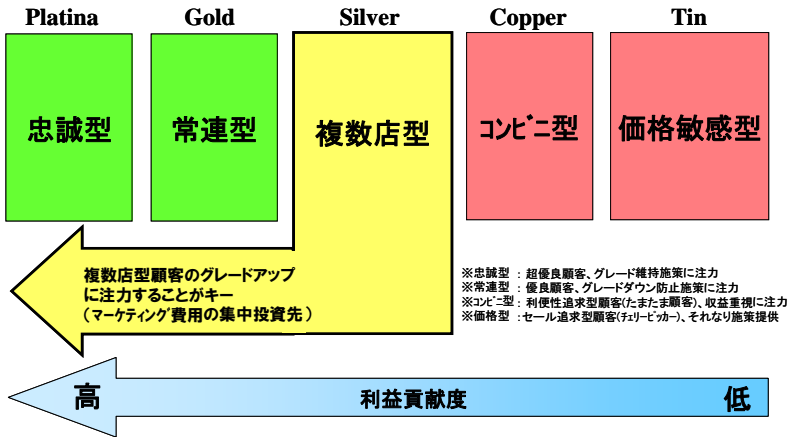 Platina
Gold
Silver
Copper
Tin
忠誠型
常連型
複数店型
ｺﾝﾋﾞﾆ型
価格敏感型
複数店型顧客のグレードアップ
に注力することがキー
（マーケティング費用の集中投資先）
※忠誠型 ： 超優良顧客、グレード維持施策に注力
※常連型 ： 優良顧客、グレードダウン防止施策に注力
※ｺﾝﾋﾞﾆ型 ： 利便性追求型顧客(たまたま顧客)、収益重視に注力
※価格型 ： セール追求型顧客(ﾁｪﾘｰﾋﾟｯｶｰ)、それなり施策提供
高
利益貢献度
低